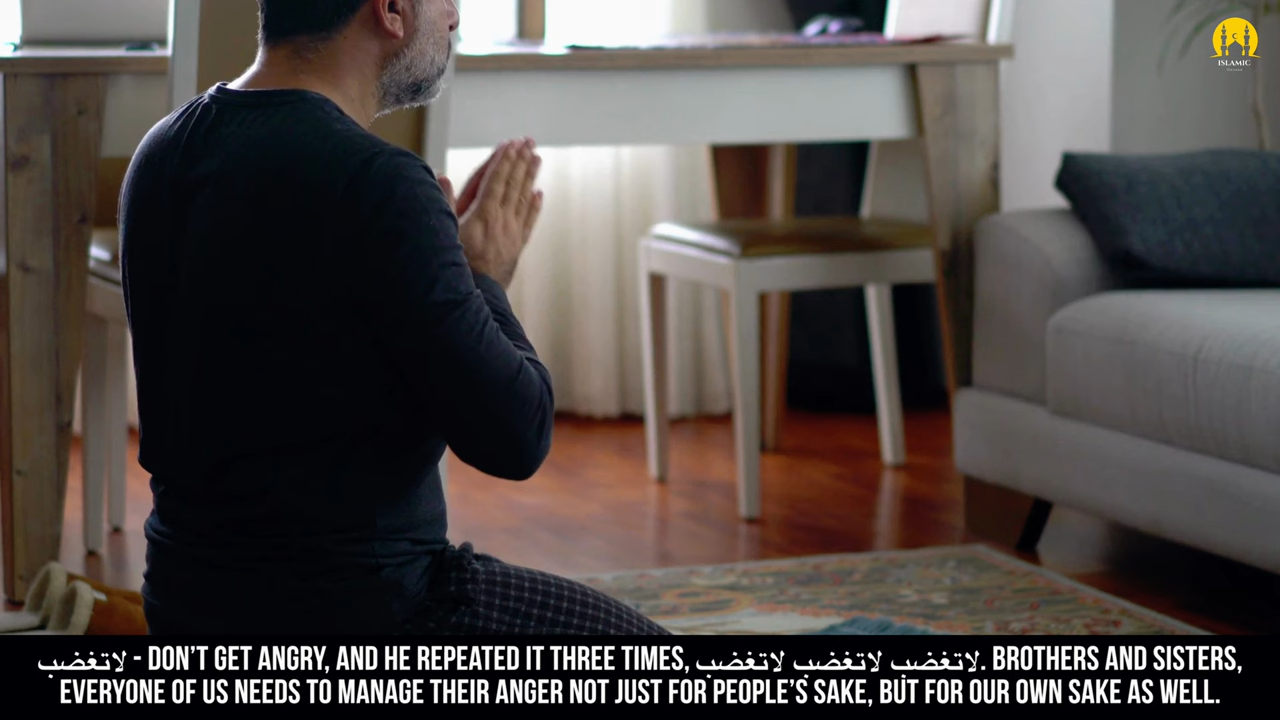 ISLAMIC
لاتغضب - DON'T GET ANGRY, AND HE REPEATED IT THREE TIMES, لاتغضب لاتغضب لاتغضب. BROTHERS AND SISTERS,
EVERYONE OF US NEEDS TO MANAGE THEIR ANGER NOT JUST FOR PEOPLE'S SAKE, BUT FOR OUR OWN SAKE AS WELL.